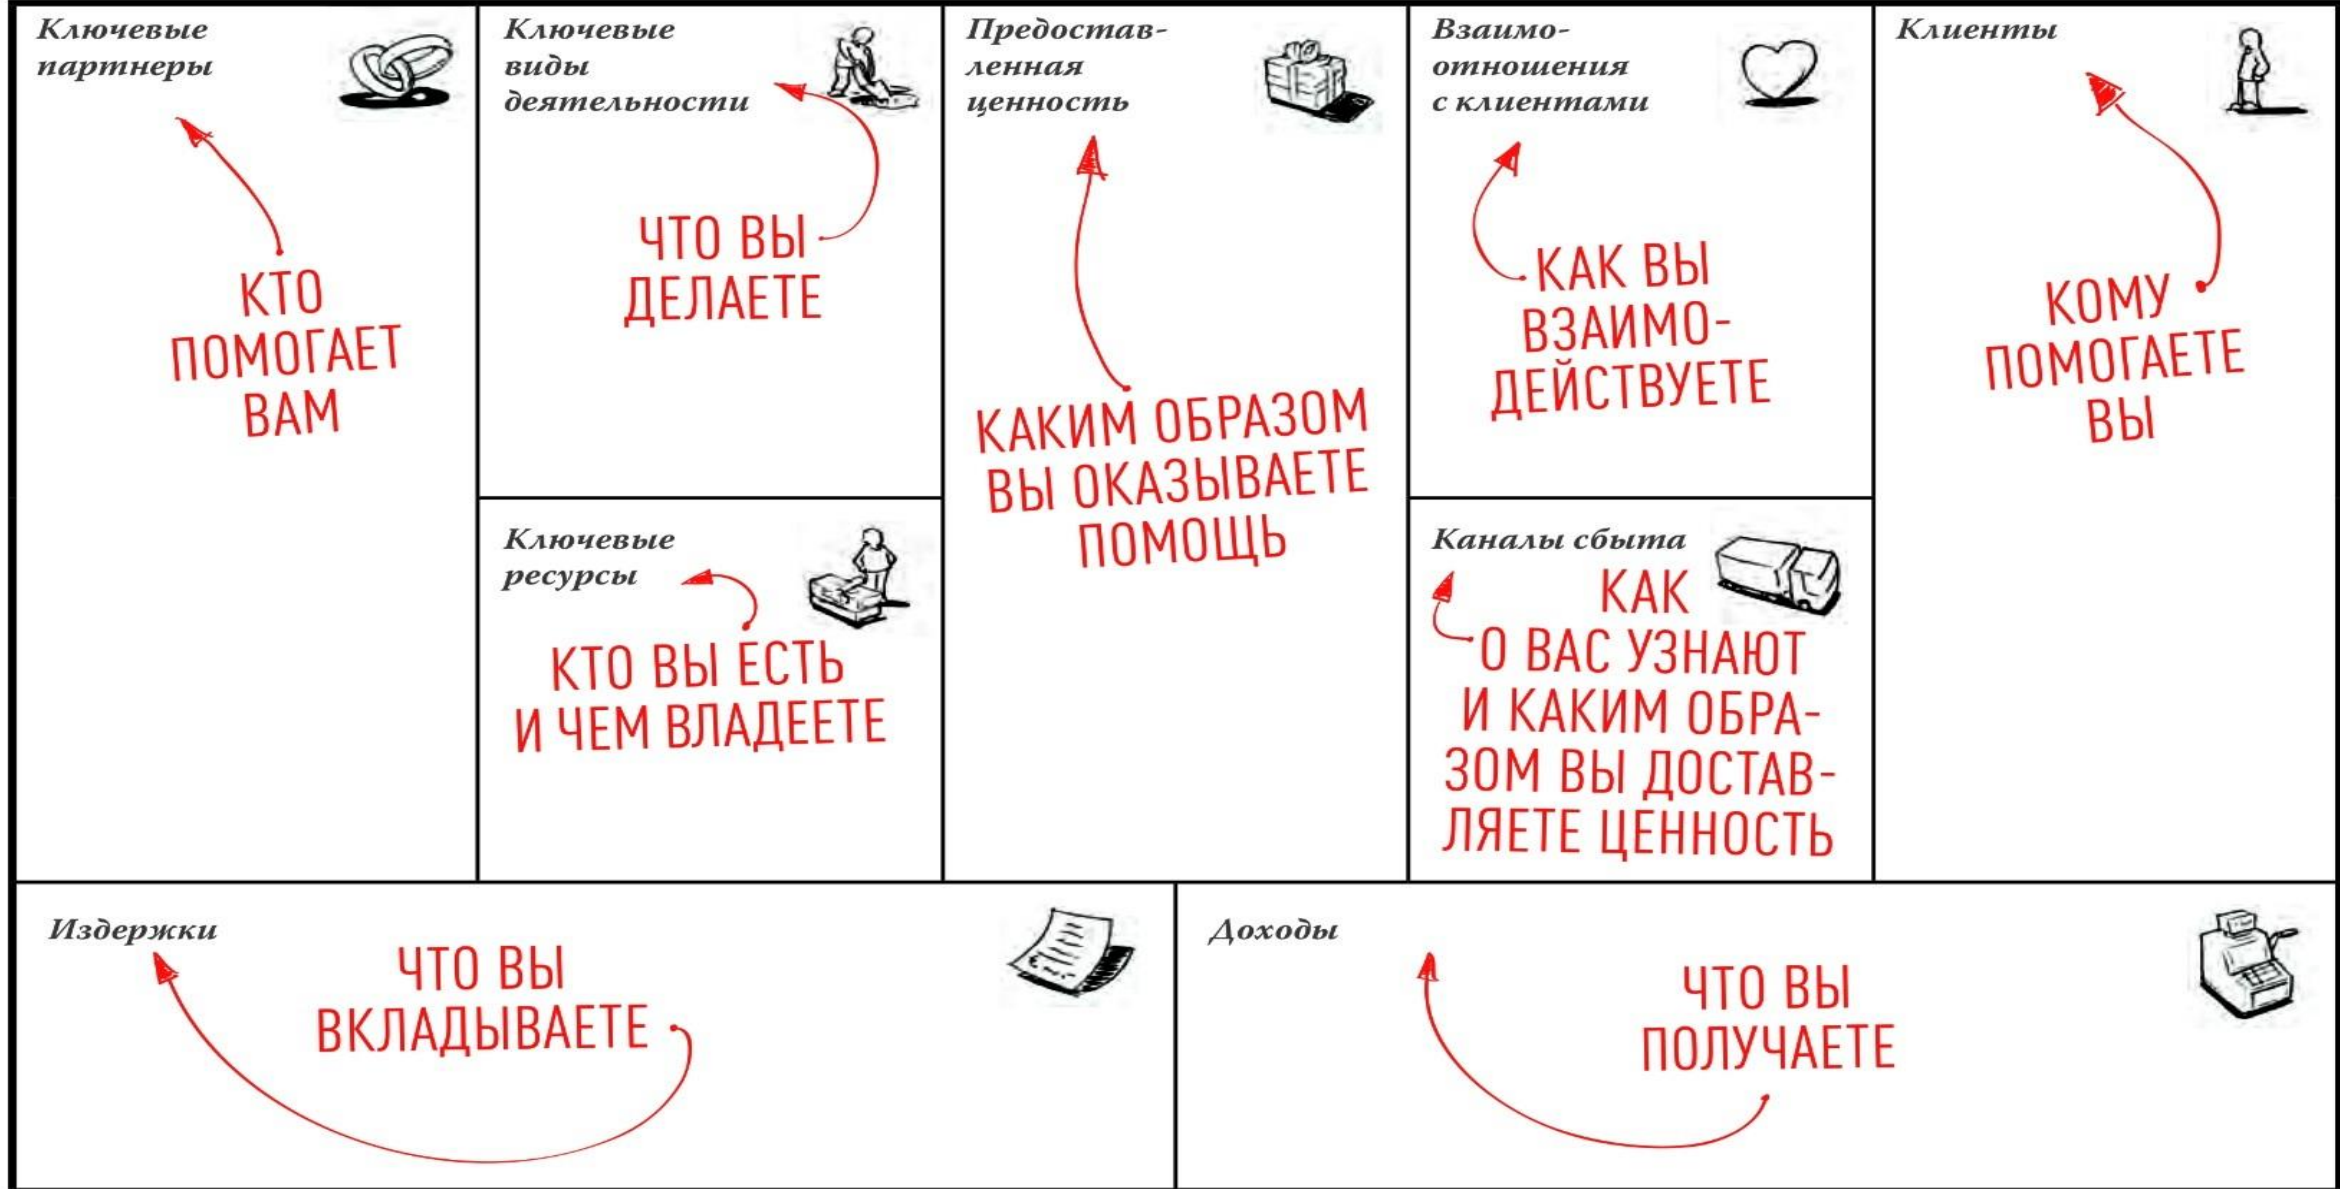 Ключевые
партнеры
КТО
ПОМОГАЕТ
ВАМ
Ключевые
виды
деятельности
ЧТО ВЫ
ДЕЛАЕТЕ
Ключевые
ресурсы
КТО ВЫ ЕСТЬ
И ЧЕМ ВЛАДЕЕТЕ
Предостав-
ленная
ценность
КАКИМ ОБРАЗОМ
ВЫ ОКАЗЫВАЕТЕ
ПОМОЩЬ
Взаимо-
отношения
с клиентами
КАК ВЫ
ВЗАИМО-
ДЕЙСТВУЕТЕ
Каналы сбыта
КАК
О ВАС УЗНАЮТ
И КАКИМ ОБРА-
ЗОМ ВЫ ДОСТАВ-
ЛЯЕТЕ ЦЕННОСТЬ
Клиенты
КОМУ
ПОМОГАЕТЕ
ВЫ
Издержки
ЧТО ВЫ
ВКЛАДЫВАЕТЕ
Доходы
ЧТО ВЫ
ПОЛУЧАЕТЕ